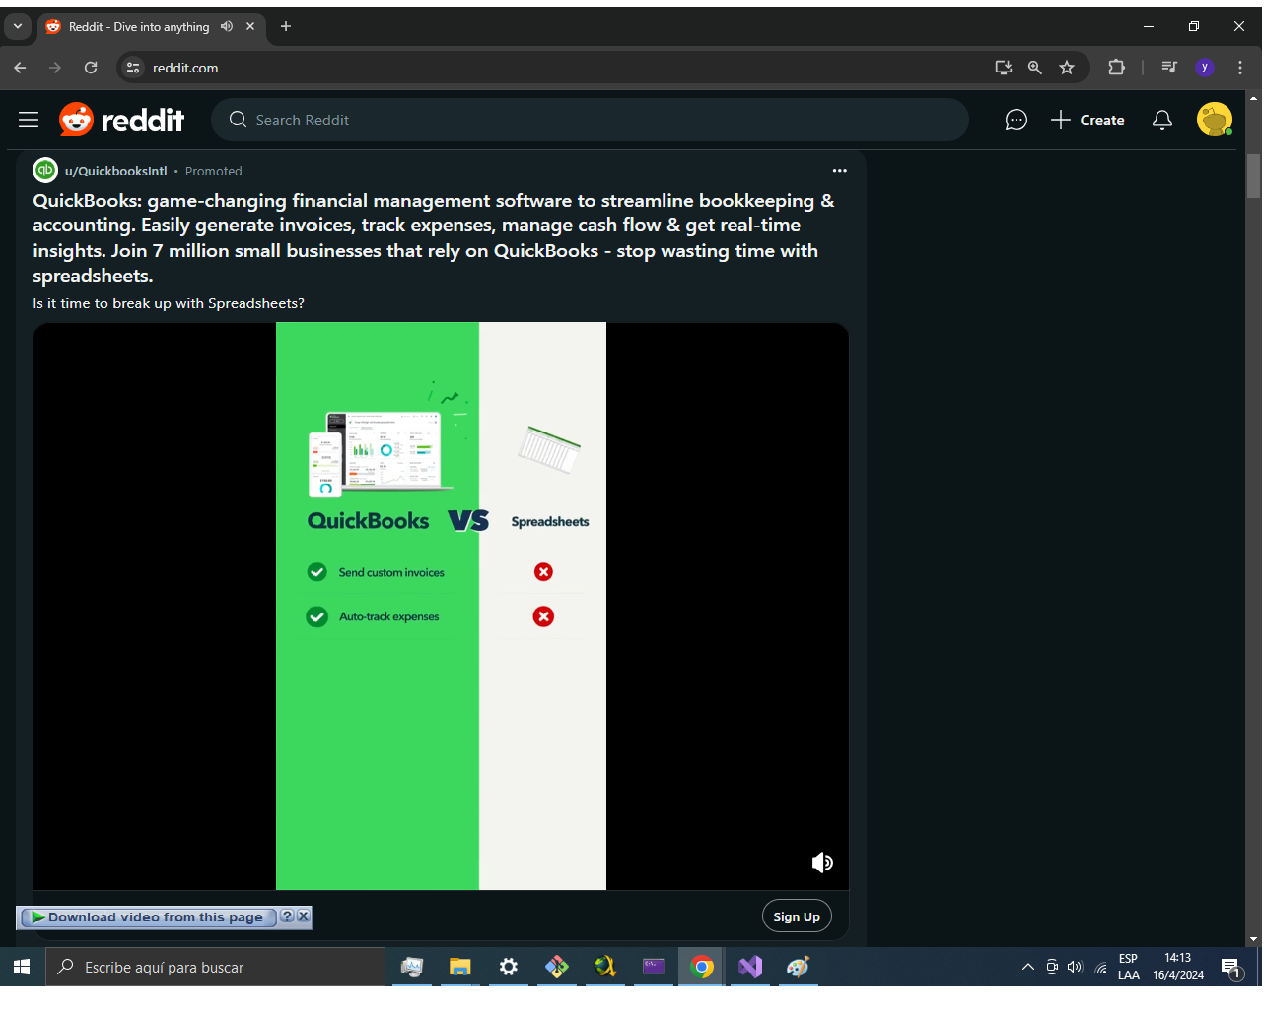 Reddit - Dive into anything
reddit.com
reddit
Search Reddit
Create
y
qb
u/QuickbooksIntl • Promoted
QuickBooks: game-changing financial management software to streamline bookkeeping &
accounting. Easily generate invoices, track expenses, manage cash flow & get real-time
insights. Join 7 million small businesses that rely on QuickBooks - stop wasting time with
spreadsheets.
Is it time to break up with Spreadsheets?
QuickBooks VS Spreadsheets
Send custom invoices
Auto-track expenses
Download video from this page ?
Sign Up
Escribe aquí para buscar
ESP
LAA
14:13
16/4/2024
1